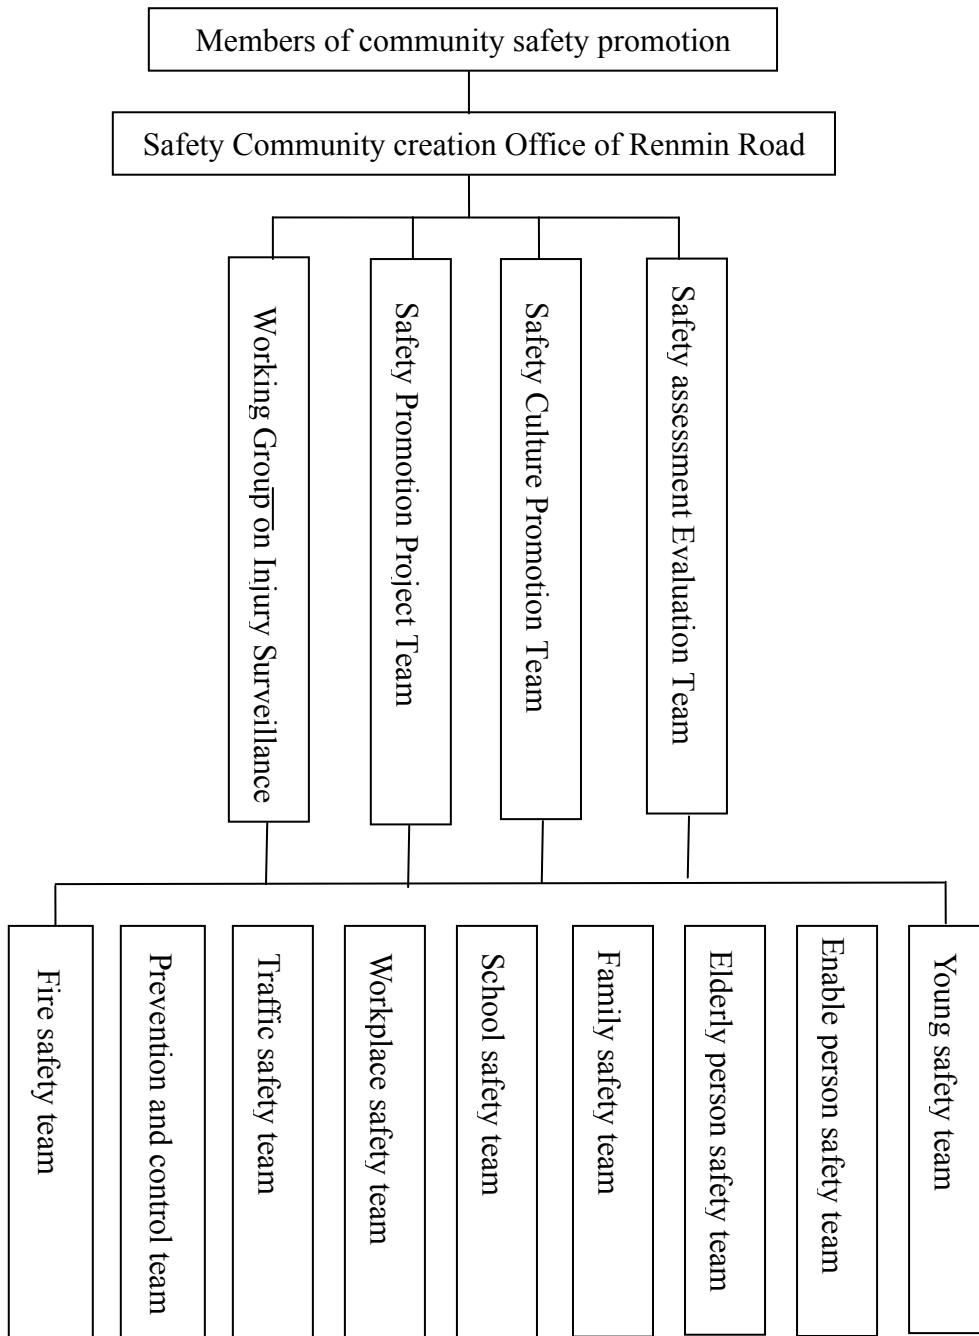 Members of community safety promotion
Safety Community creation Office of Renmin Road
Working Group on Injury Surveillance
Safety Promotion Project Team
Safety Culture Promotion Team
Safety assessment Evaluation Team
Fire safety team
Prevention and control team
Traffic safety team
Workplace safety team
School safety team
Family safety team
Elderly person safety team
Enable person safety team
Young safety team